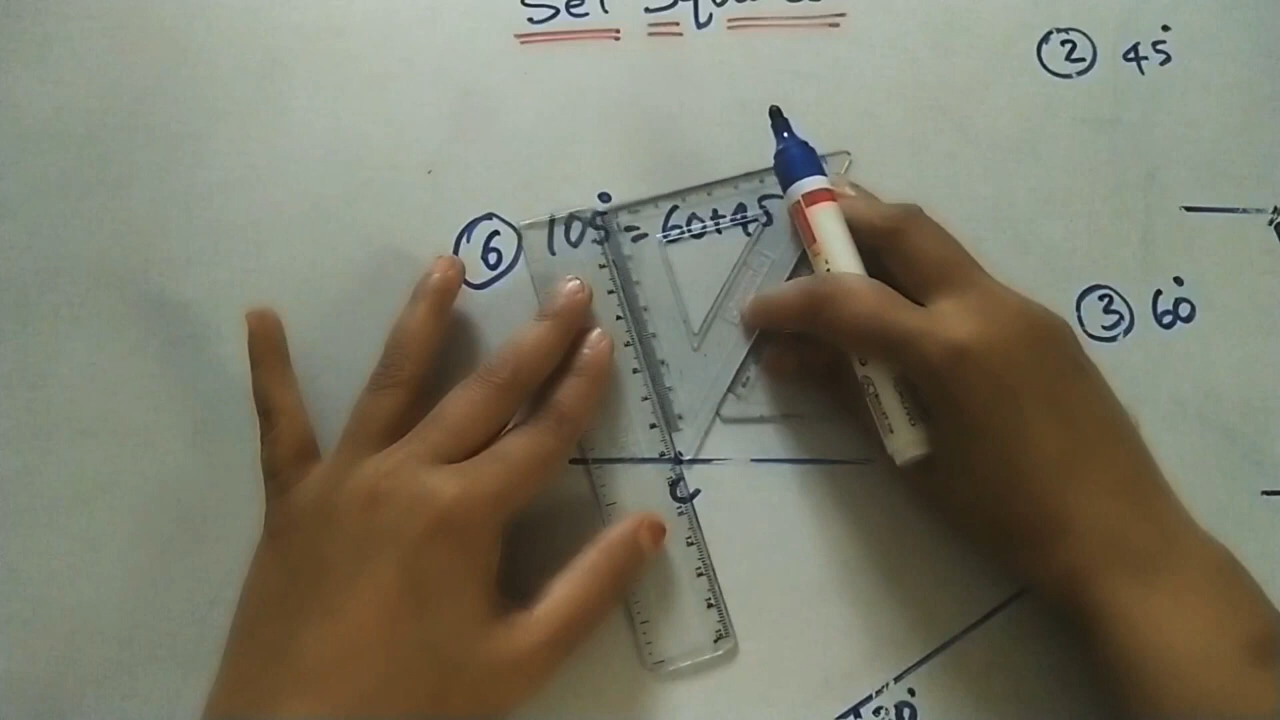 Set Square
② 45°
⑥ 105° = 60+45
③ 60°
C